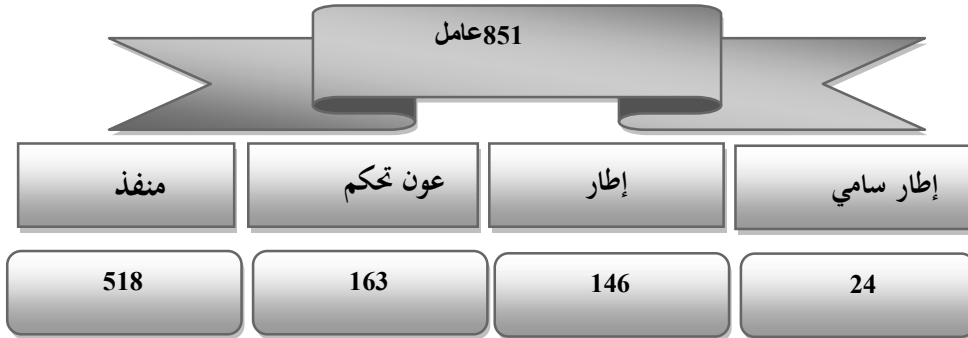 851عامل
إطار سامي
إطار
عون تحكم
منفذ
24
146
163
518